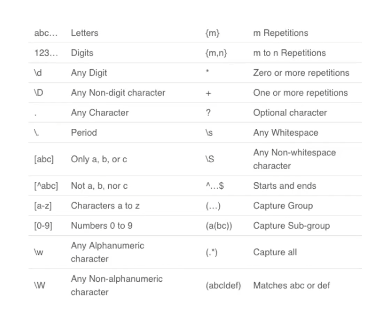 abc… Letters {m} m Repetitions
123… Digits {m,n} m to n Repetitions
\d Any Digit * Zero or more repetitions
\D Any Non-digit character + One or more repetitions
. Any Character ? Optional character
\. Period \s Any Whitespace
[abc] Only a, b, or c \S Any Non-whitespace
character
[^abc] Not a, b, nor c ^…$ Starts and ends
[a-z] Characters a to z (…) Capture Group
[0-9] Numbers 0 to 9 (a(bc)) Capture Sub-group
\w Any Alphanumeric
character (.*) Capture all
\W Any Non-alphanumeric
character (abc|def) Matches abc or def